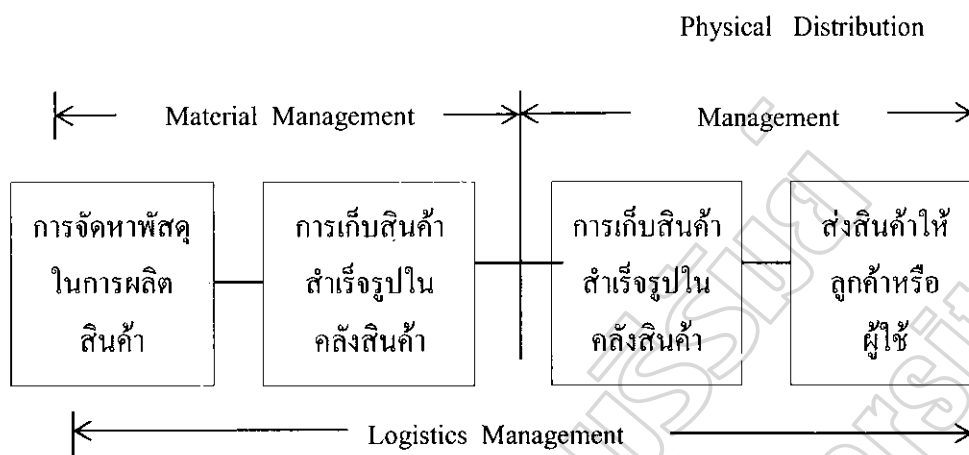 Physical Distribution
Material Management
Management
การจัดหาพัสดุ
ในการผลิต
สินค้า
การเก็บสินค้า
สำเร็จรูปใน
คลังสินค้า
การเก็บสินค้า
สำเร็จรูปใน
คลังสินค้า
ส่งสินค้าให้
ลูกค้าหรือ
ผู้ใช้
Logistics Management